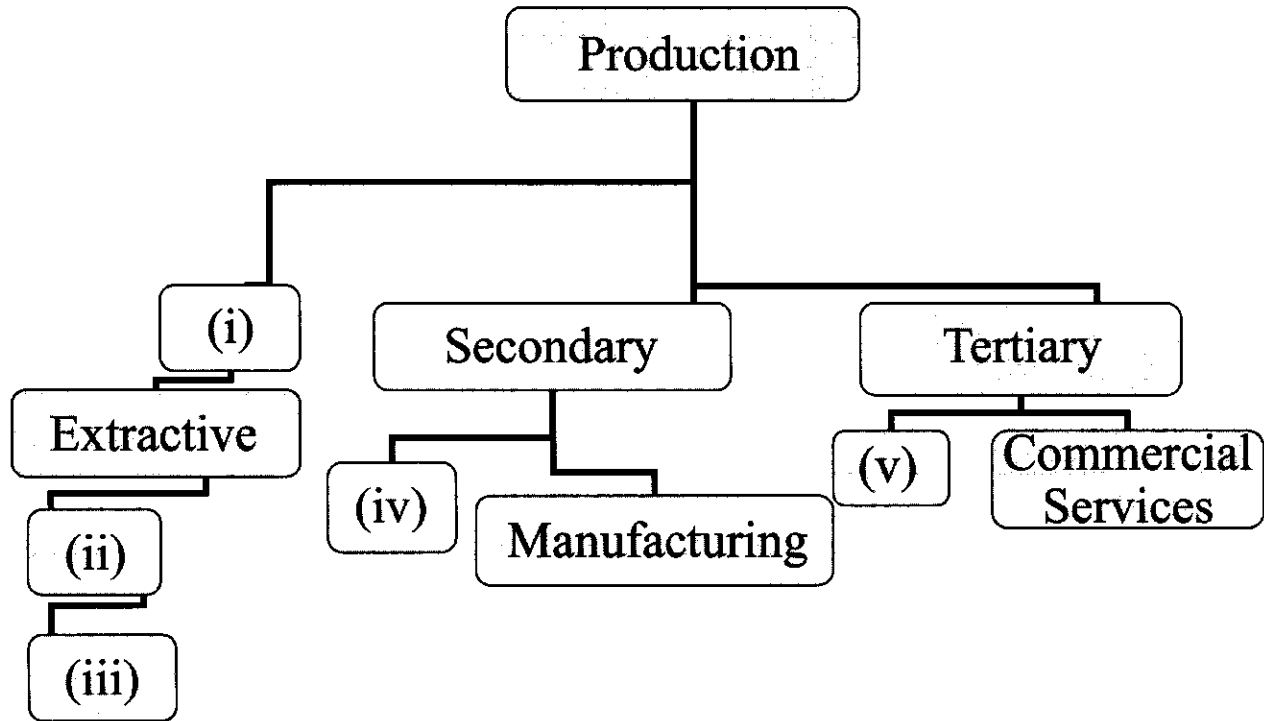 Production
(i)
Secondary
Tertiary
Extractive
(v)
Commercial
Services
(iv)
Manufacturing
(ii)
(iii)